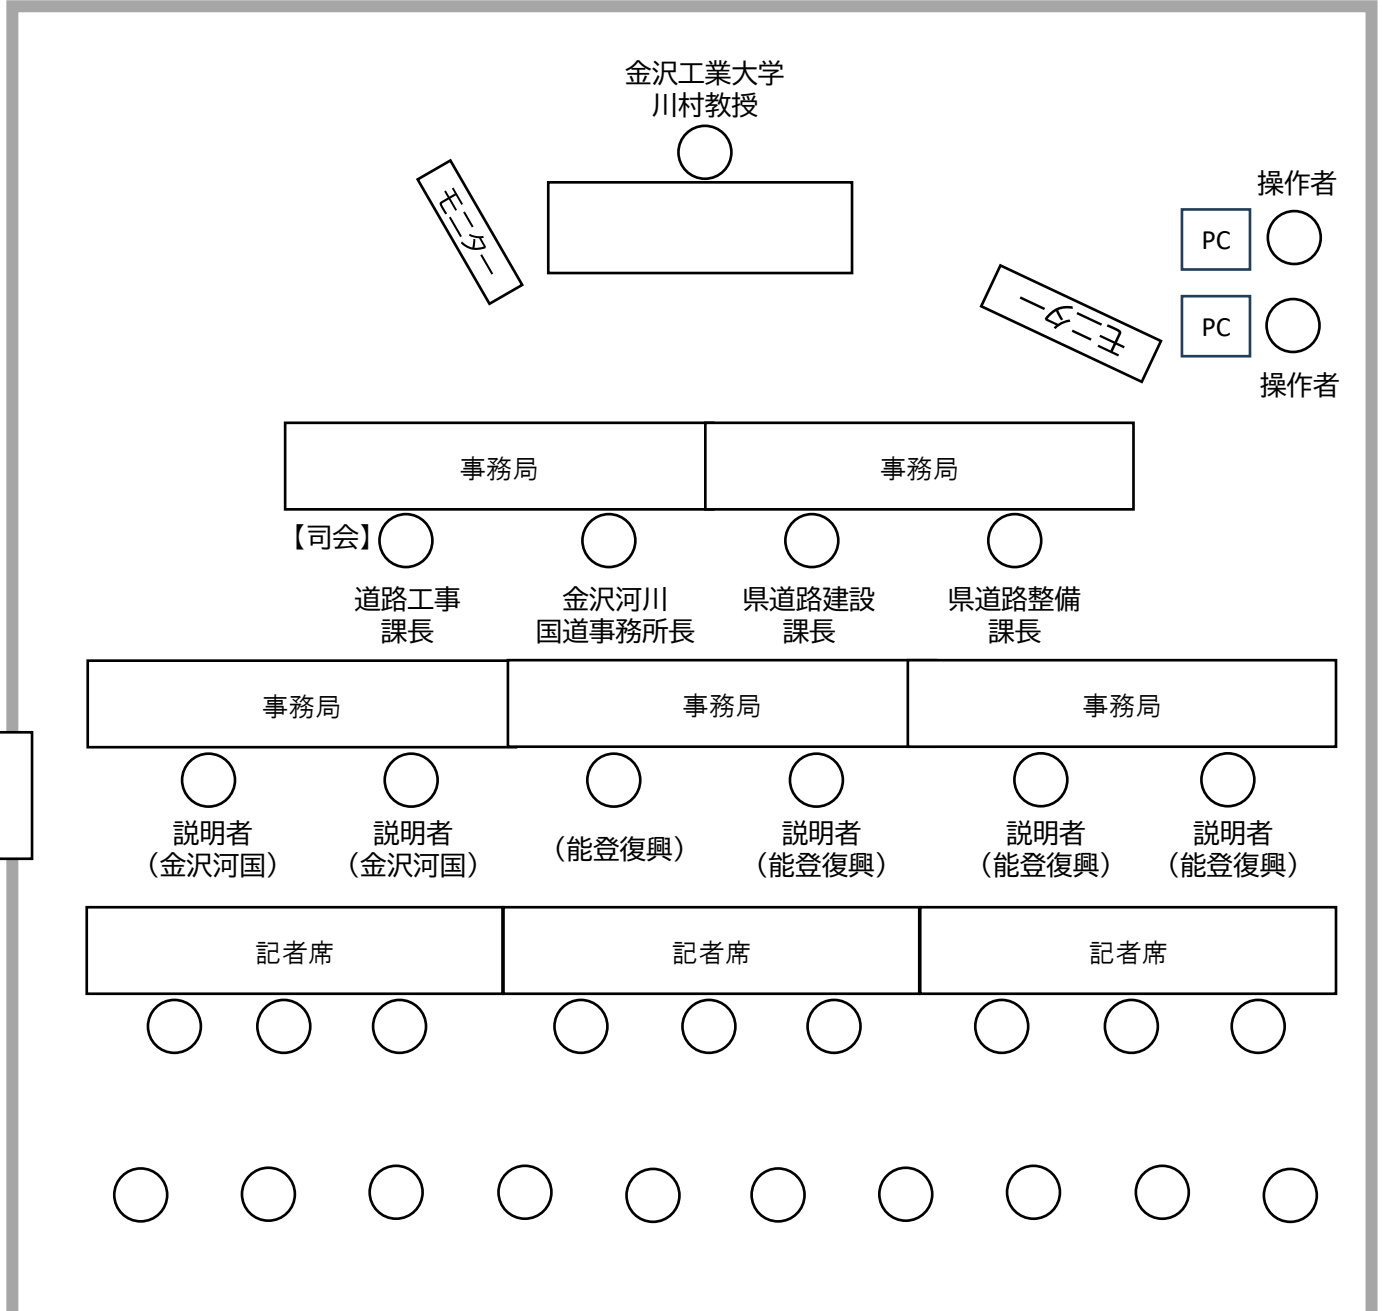 金沢工業大学
川村教授
モニター
操作者
PC
モニター
PC
操作者
事務局
事務局
【司会】
道路工事
課長
金沢河川
国道事務所長
県道路建設
課長
県道路整備
課長
事務局
事務局
事務局
説明者
（金沢河国）
説明者
（金沢河国）
（能登復興）
説明者
（能登復興）
説明者
（能登復興）
説明者
（能登復興）
記者席
記者席
記者席